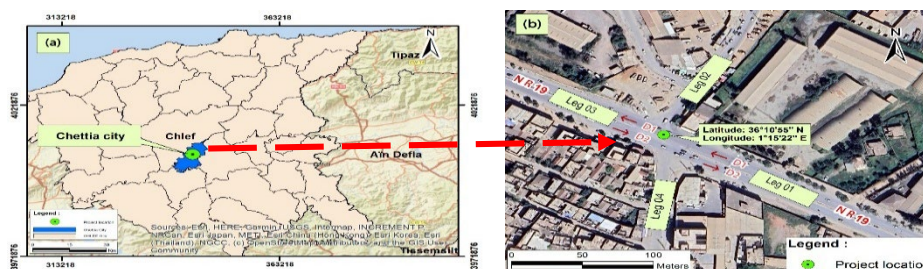 313218
363218
(a)
N
Tipaz
4021876
4021876
Chettia city
Chlef
Aïn Defla
Legend :
Project location
Sources: Esri, HERE, Garmin, USGS, Intermap, INCREMENT P,
NRCan, Esri Japan, METI, Esri China (Hong Kong), Esri Korea, Esri
(Thailand), NGCC, (c) OpenStreetMap contributors, and the GIS User
Community
Tissemsilt
3971876
3971876
313218
363218
(b)
N
NR-19
Leg 03
Leg 02
D1
D2
Latitude: 36°10'55" N
Longitude: 1°15'22" E
D1
D2
Leg 01
NR-19
Leg 04
0 50 100
Meters
Legend :
Project locatio